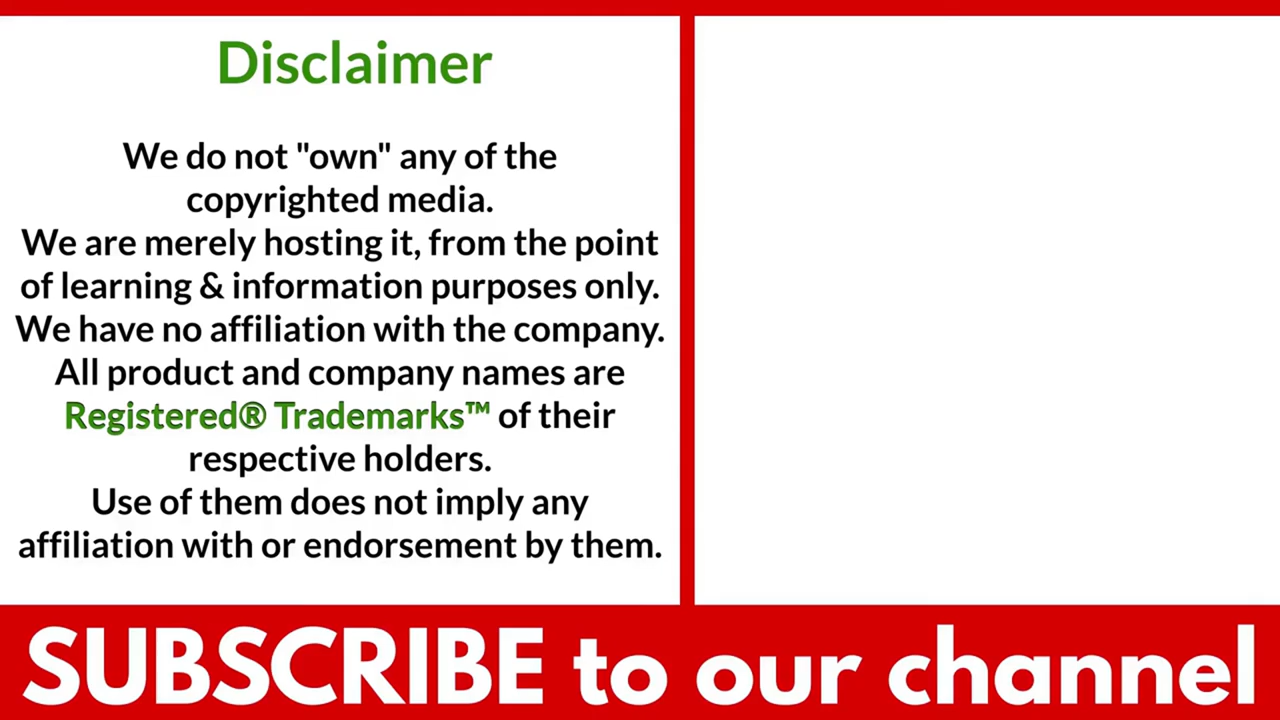 Disclaimer
We do not "own" any of the
copyrighted media.
We are merely hosting it, from the point
of learning & information purposes only.
We have no affiliation with the company.
All product and company names are
Registered® Trademarks™ of their
respective holders.
Use of them does not imply any
affiliation with or endorsement by them.
SUBSCRIBE to our channel